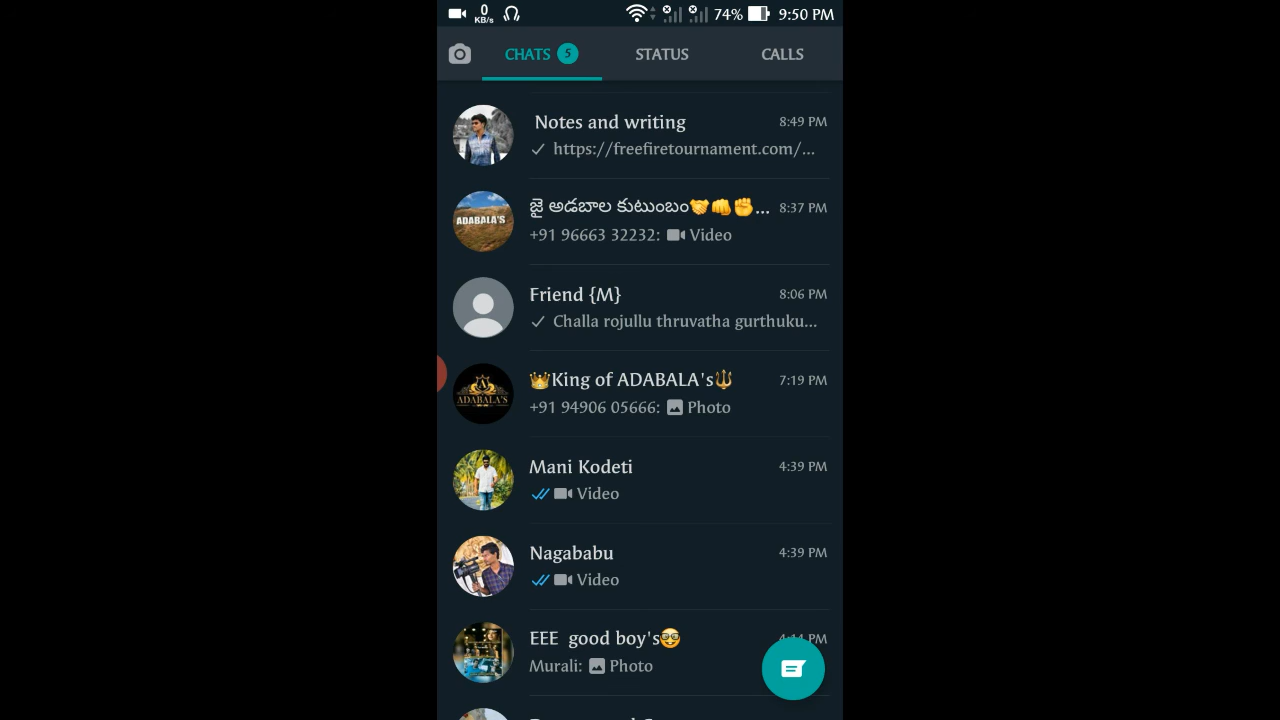 0
KB/s
74%
9:50 PM
CHATS 5
STATUS
CALLS
Notes and writing
8:49 PM
https://freefiretournament.com/...
ADABALA'S
జై అడబాల కుటుంబం🤝👊✊...
8:37 PM
+91 96663 32232: Video
Friend {M}
8:06 PM
Challa rojullu thruvatha gurthuku...
ADABALA'S
👑King of ADABALA's🔱
7:19 PM
+91 94906 05666: Photo
Mani Kodeti
4:39 PM
Video
Nagababu
4:39 PM
Video
EEE good boy's🤓
PM
Murali: Photo